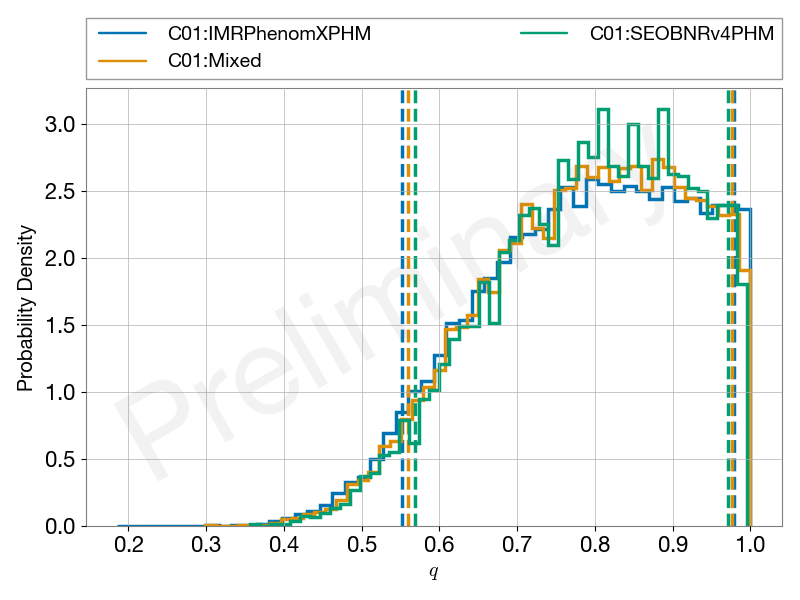 C01:IMRPhenomXPHM
C01:Mixed
C01:SEOBNRv4PHM
Preliminary
Probability Density
3.0
2.5
2.0
1.5
1.0
0.5
0.0
0.2 0.3 0.4 0.5 0.6 0.7 0.8 0.9 1.0
q